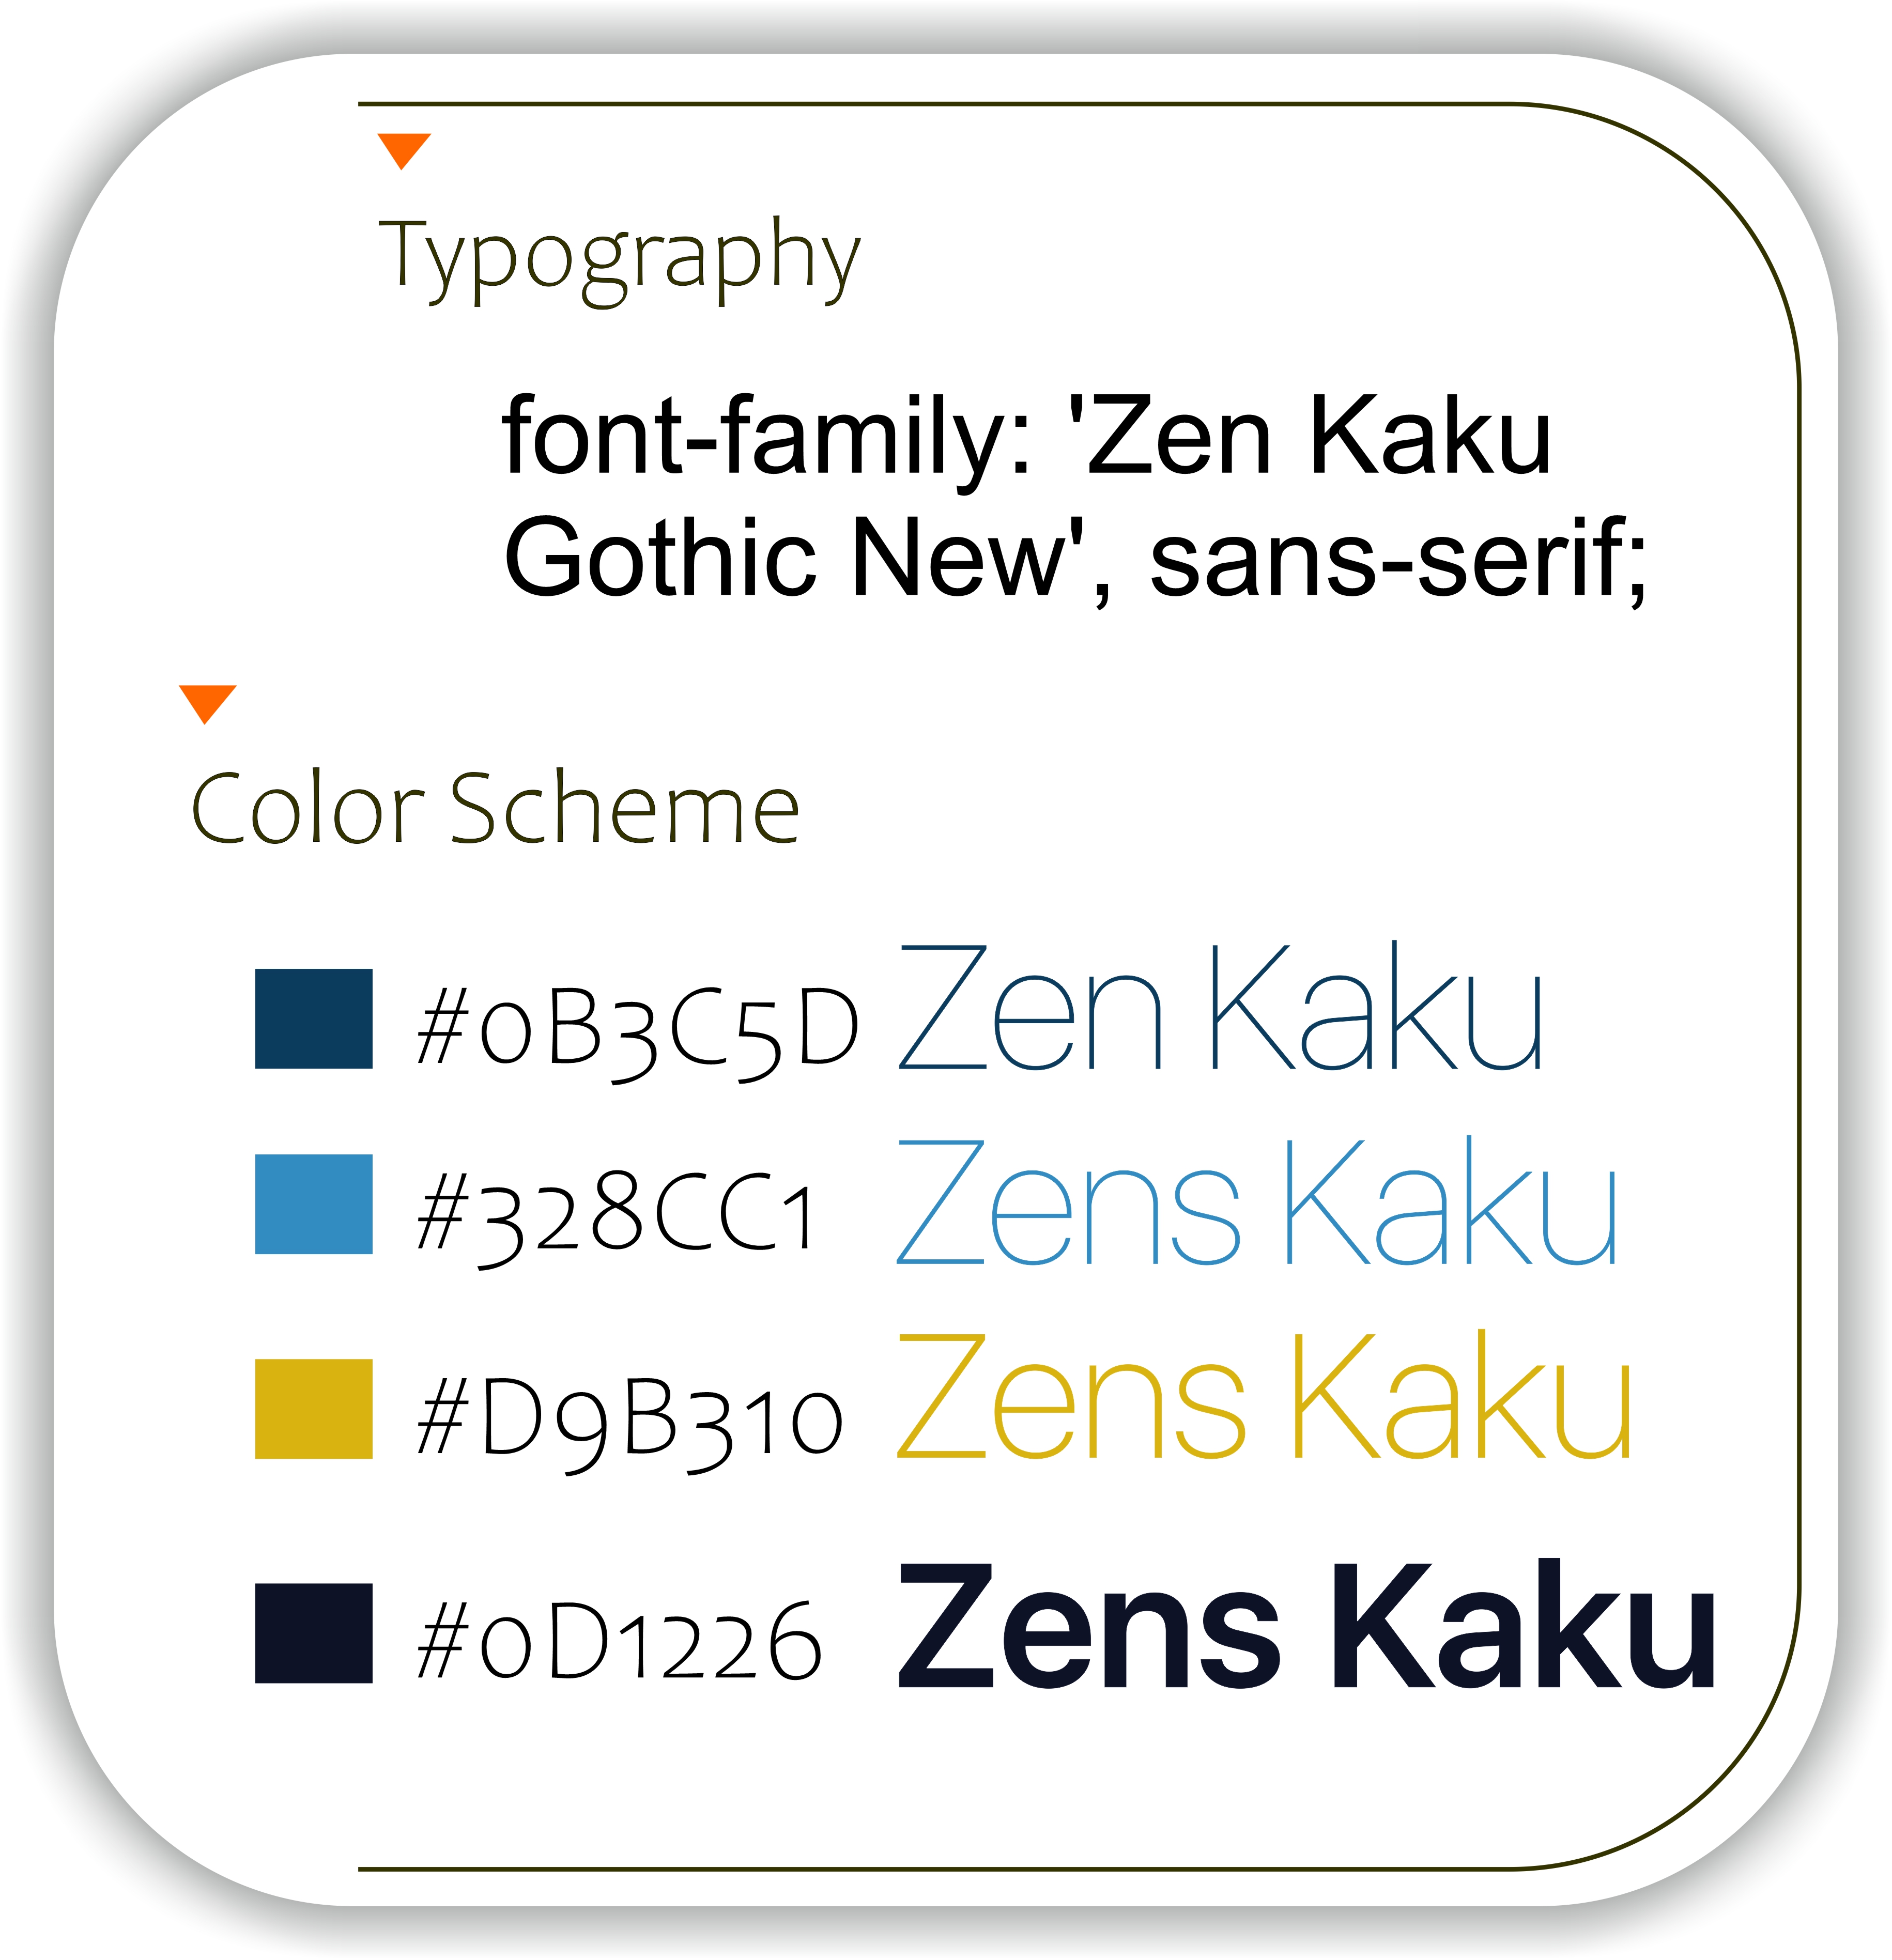 Typography
font-family: 'Zen Kaku
Gothic New', sans-serif;
Color Scheme
#0B3C5D Zen Kaku
#328CC1 Zens Kaku
#D9B310 Zens Kaku
#0D1226 Zens Kaku